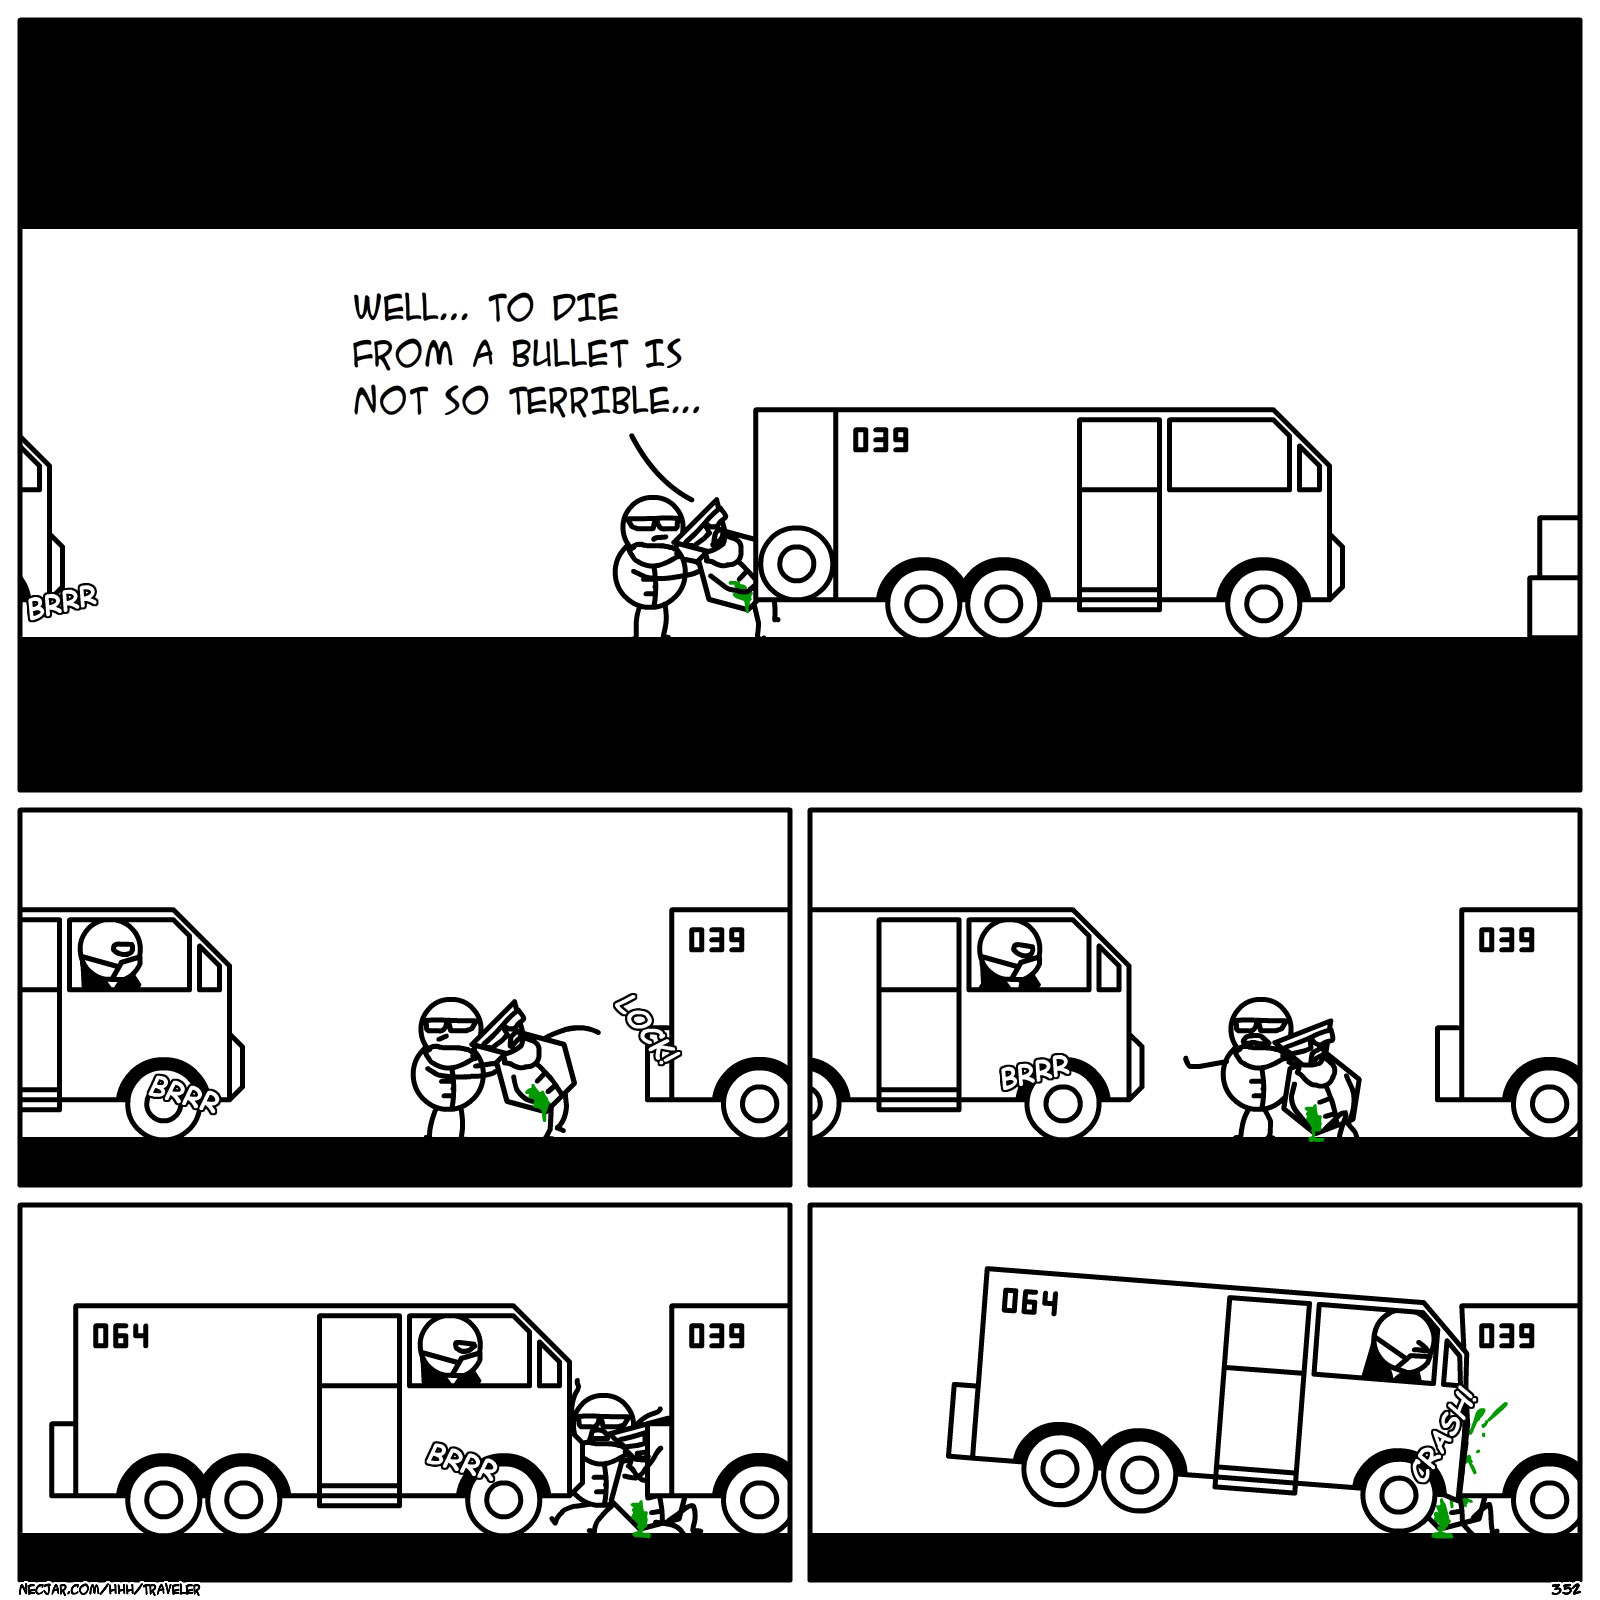 WELL... TO DIE
FROM A BULLET IS
NOT SO TERRIBLE...
039
BRRR
039
LOCK!
BRRR
039
BRRR
064
039
BRRR
064
039
CRASH!
NECJAR.COM/HHH/TRAVELER
352